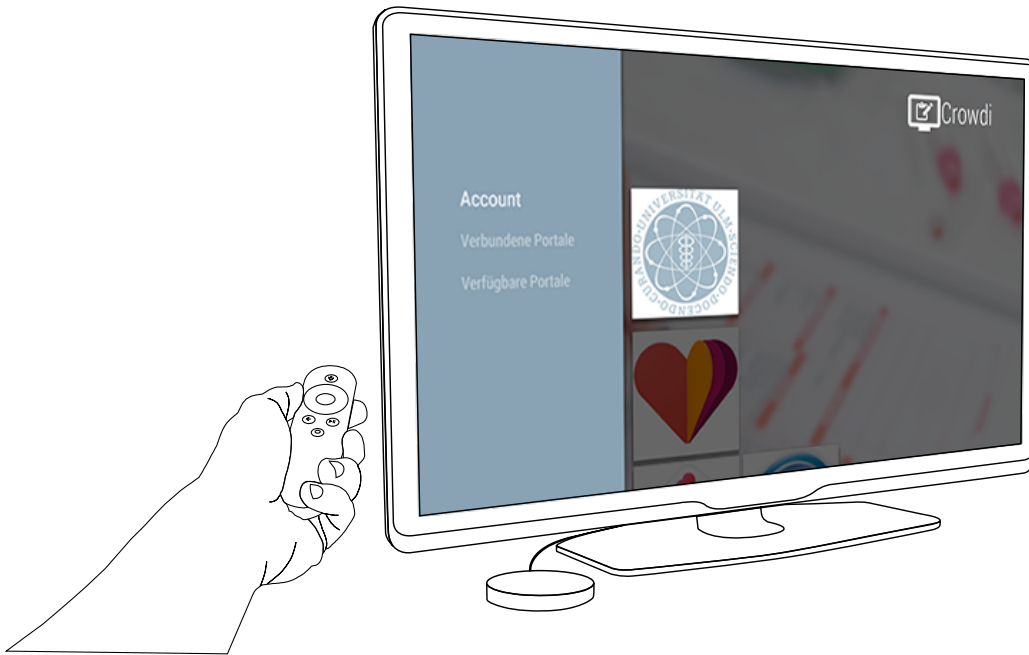 Crowdi
Account
Verbundene Portale
Verfügbare Portale
·UNIVERSITÄT ULM·SCIENDO·DOCENDO·CURANDO